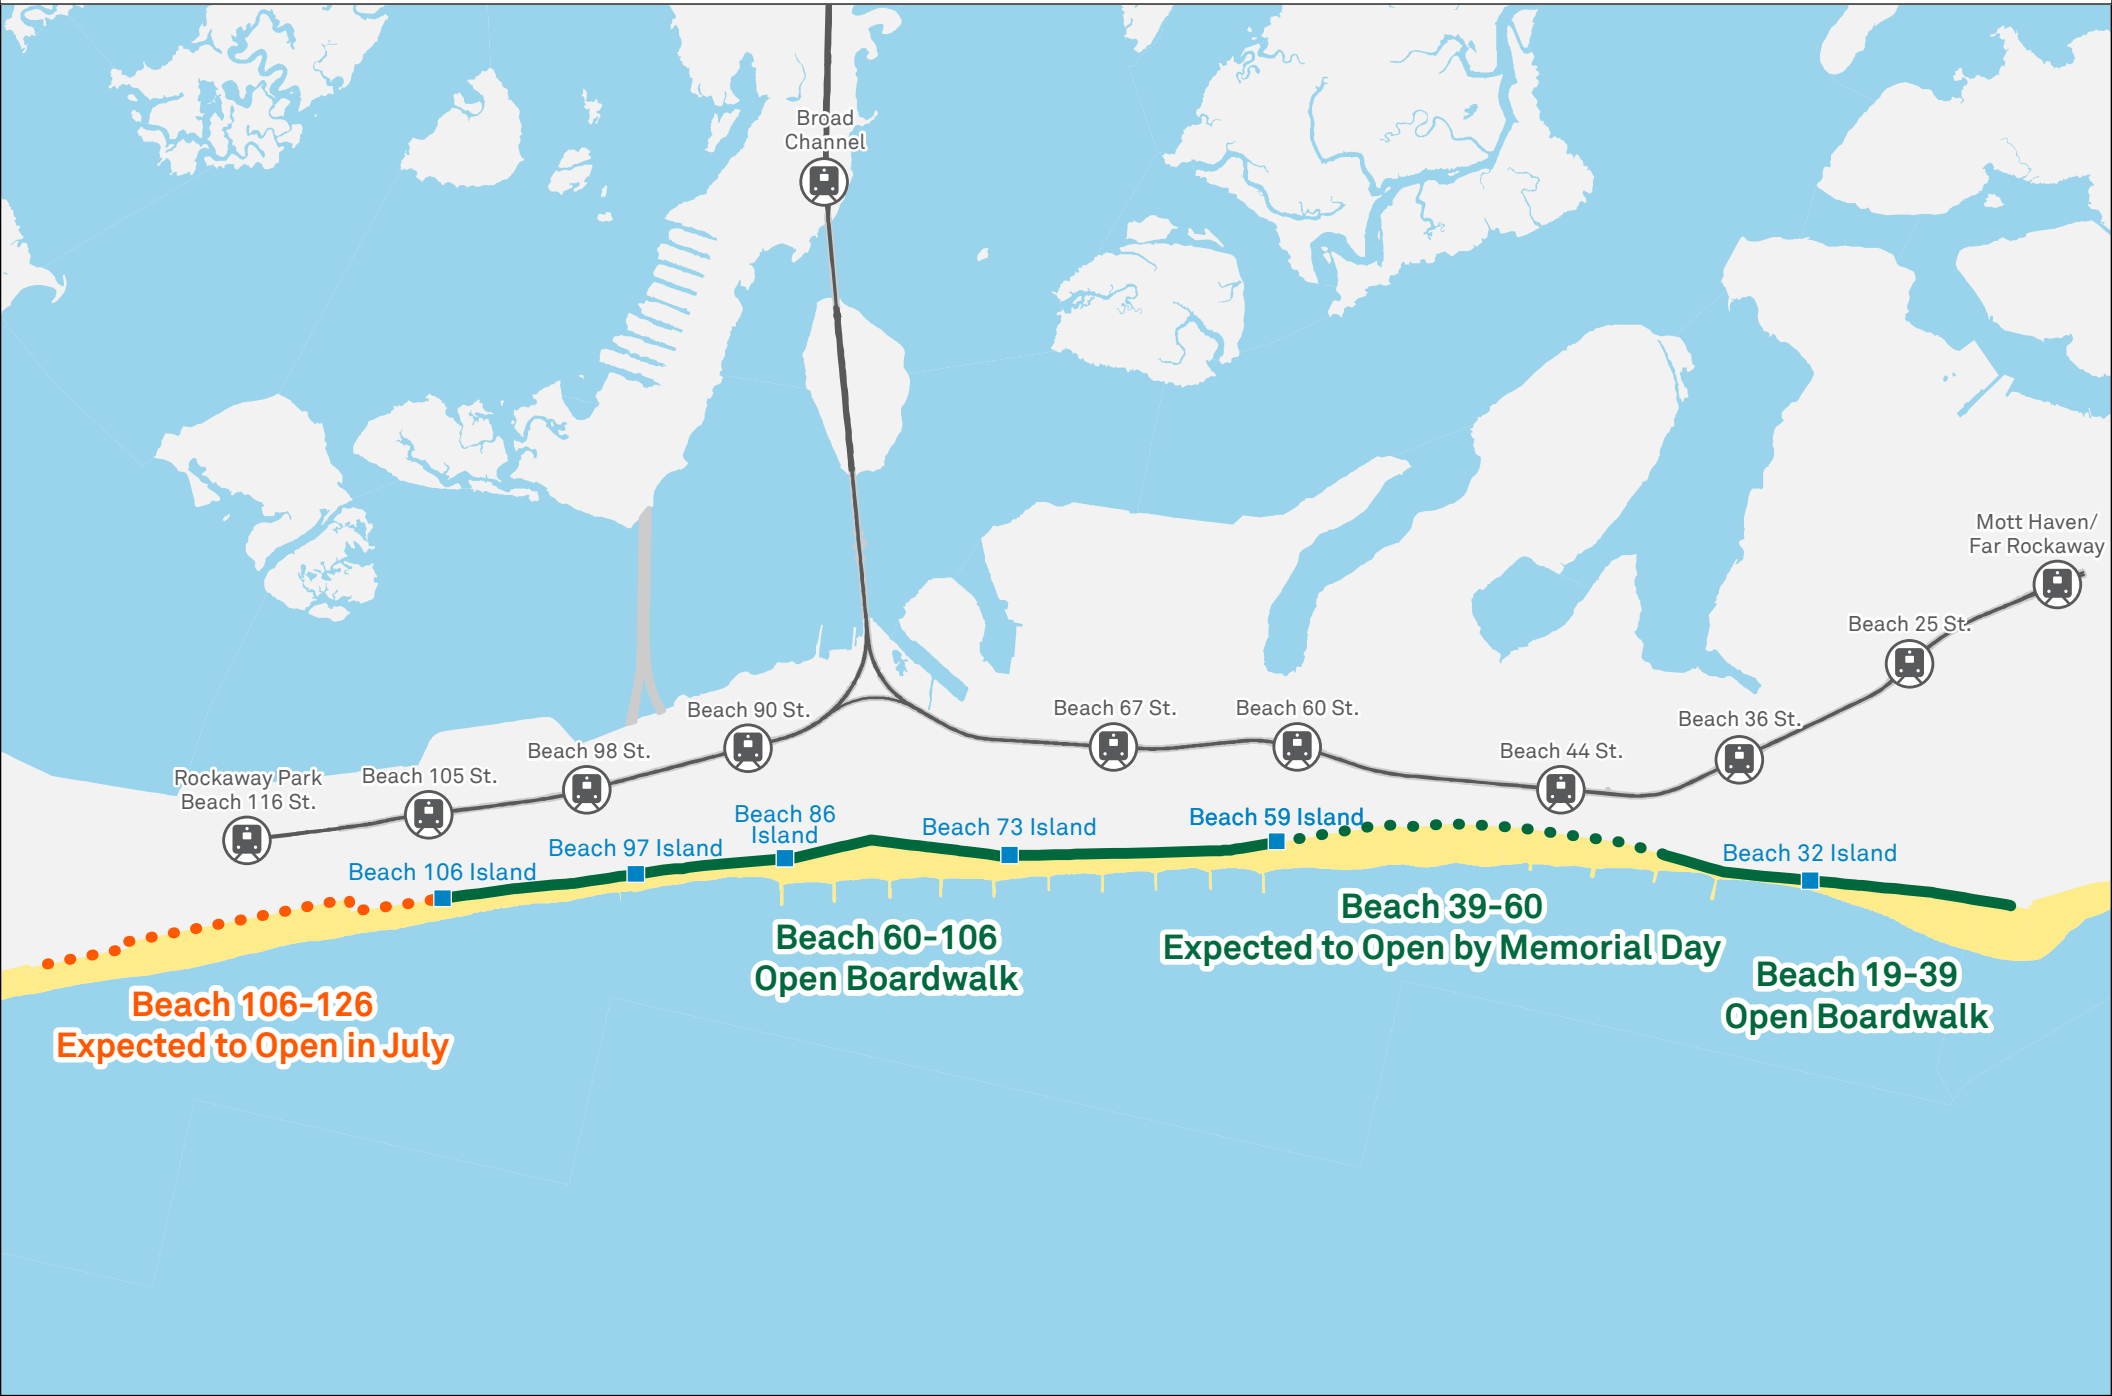 Broad
Channel
Mott Haven/
Far Rockaway
Beach 25 St.
Beach 36 St.
Beach 44 St.
Beach 60 St.
Beach 67 St.
Beach 90 St.
Beach 98 St.
Beach 105 St.
Rockaway Park
Beach 116 St.
Beach 106 Island
Beach 97 Island
Beach 86
Island
Beach 73 Island
Beach 59 Island
Beach 32 Island
Beach 106-126
Expected to Open in July
Beach 60-106
Open Boardwalk
Beach 39-60
Expected to Open by Memorial Day
Beach 19-39
Open Boardwalk